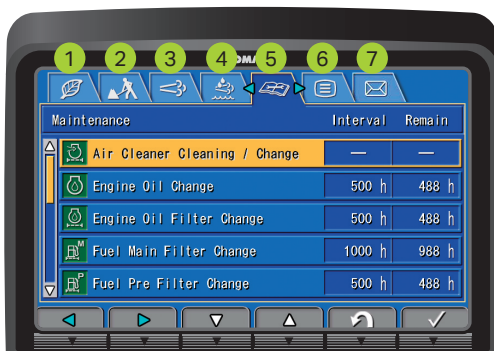 1 2 3 4 5 6 7
Maintenance Interval Remain
Air Cleaner Cleaning / Change — —
Engine Oil Change 500 h 488 h
Engine Oil Filter Change 500 h 488 h
M
Fuel Main Filter Change 1000 h 988 h
P
Fuel Pre Filter Change 500 h 488 h